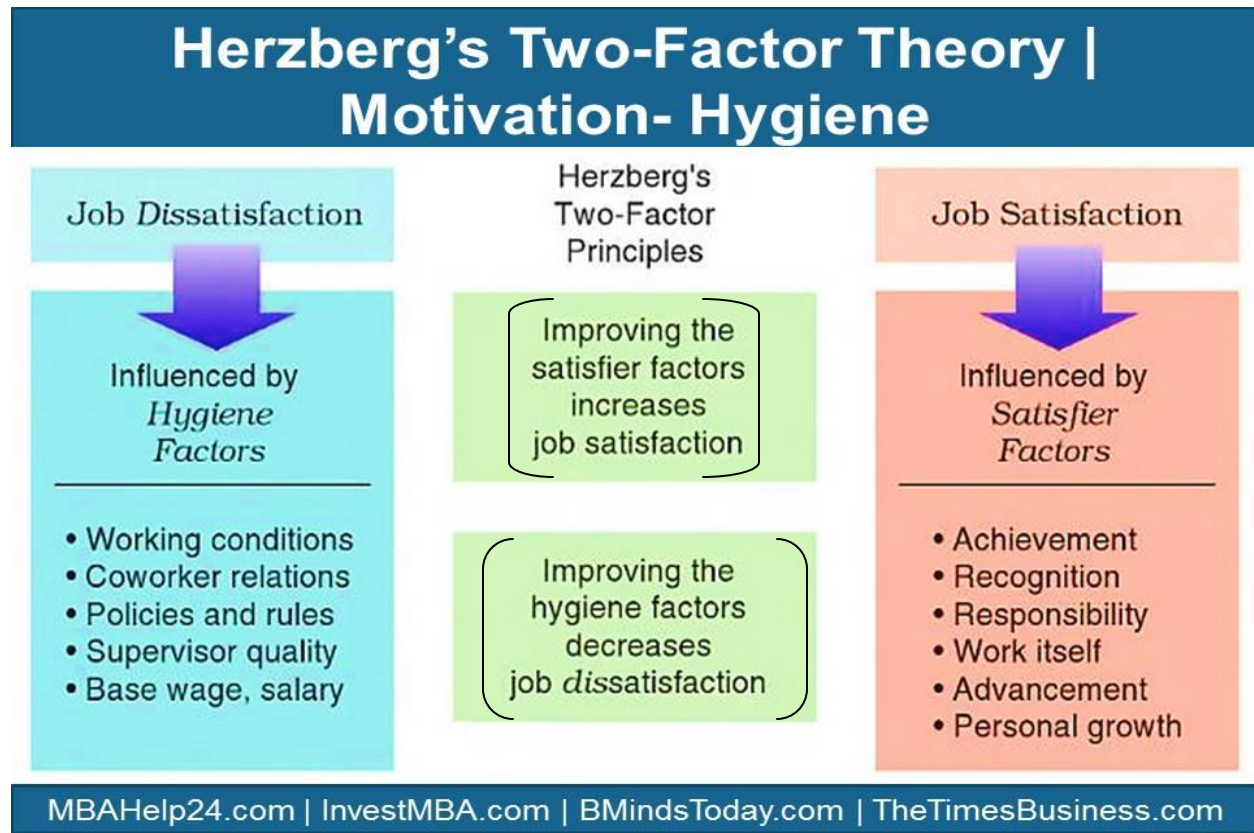 Herzberg's Two-Factor Theory |
Motivation- Hygiene
Job Dissatisfaction
Influenced by
Hygiene
Factors
• Working conditions
• Coworker relations
• Policies and rules
• Supervisor quality
• Base wage, salary
Herzberg's
Two-Factor
Principles
Improving the
satisfier factors
increases
job satisfaction
Improving the
hygiene factors
decreases
job dissatisfaction
Job Satisfaction
Influenced by
Satisfier
Factors
• Achievement
• Recognition
• Responsibility
• Work itself
• Advancement
• Personal growth
MBAHelp24.com | InvestMBA.com | BMindsToday.com | TheTimesBusiness.com